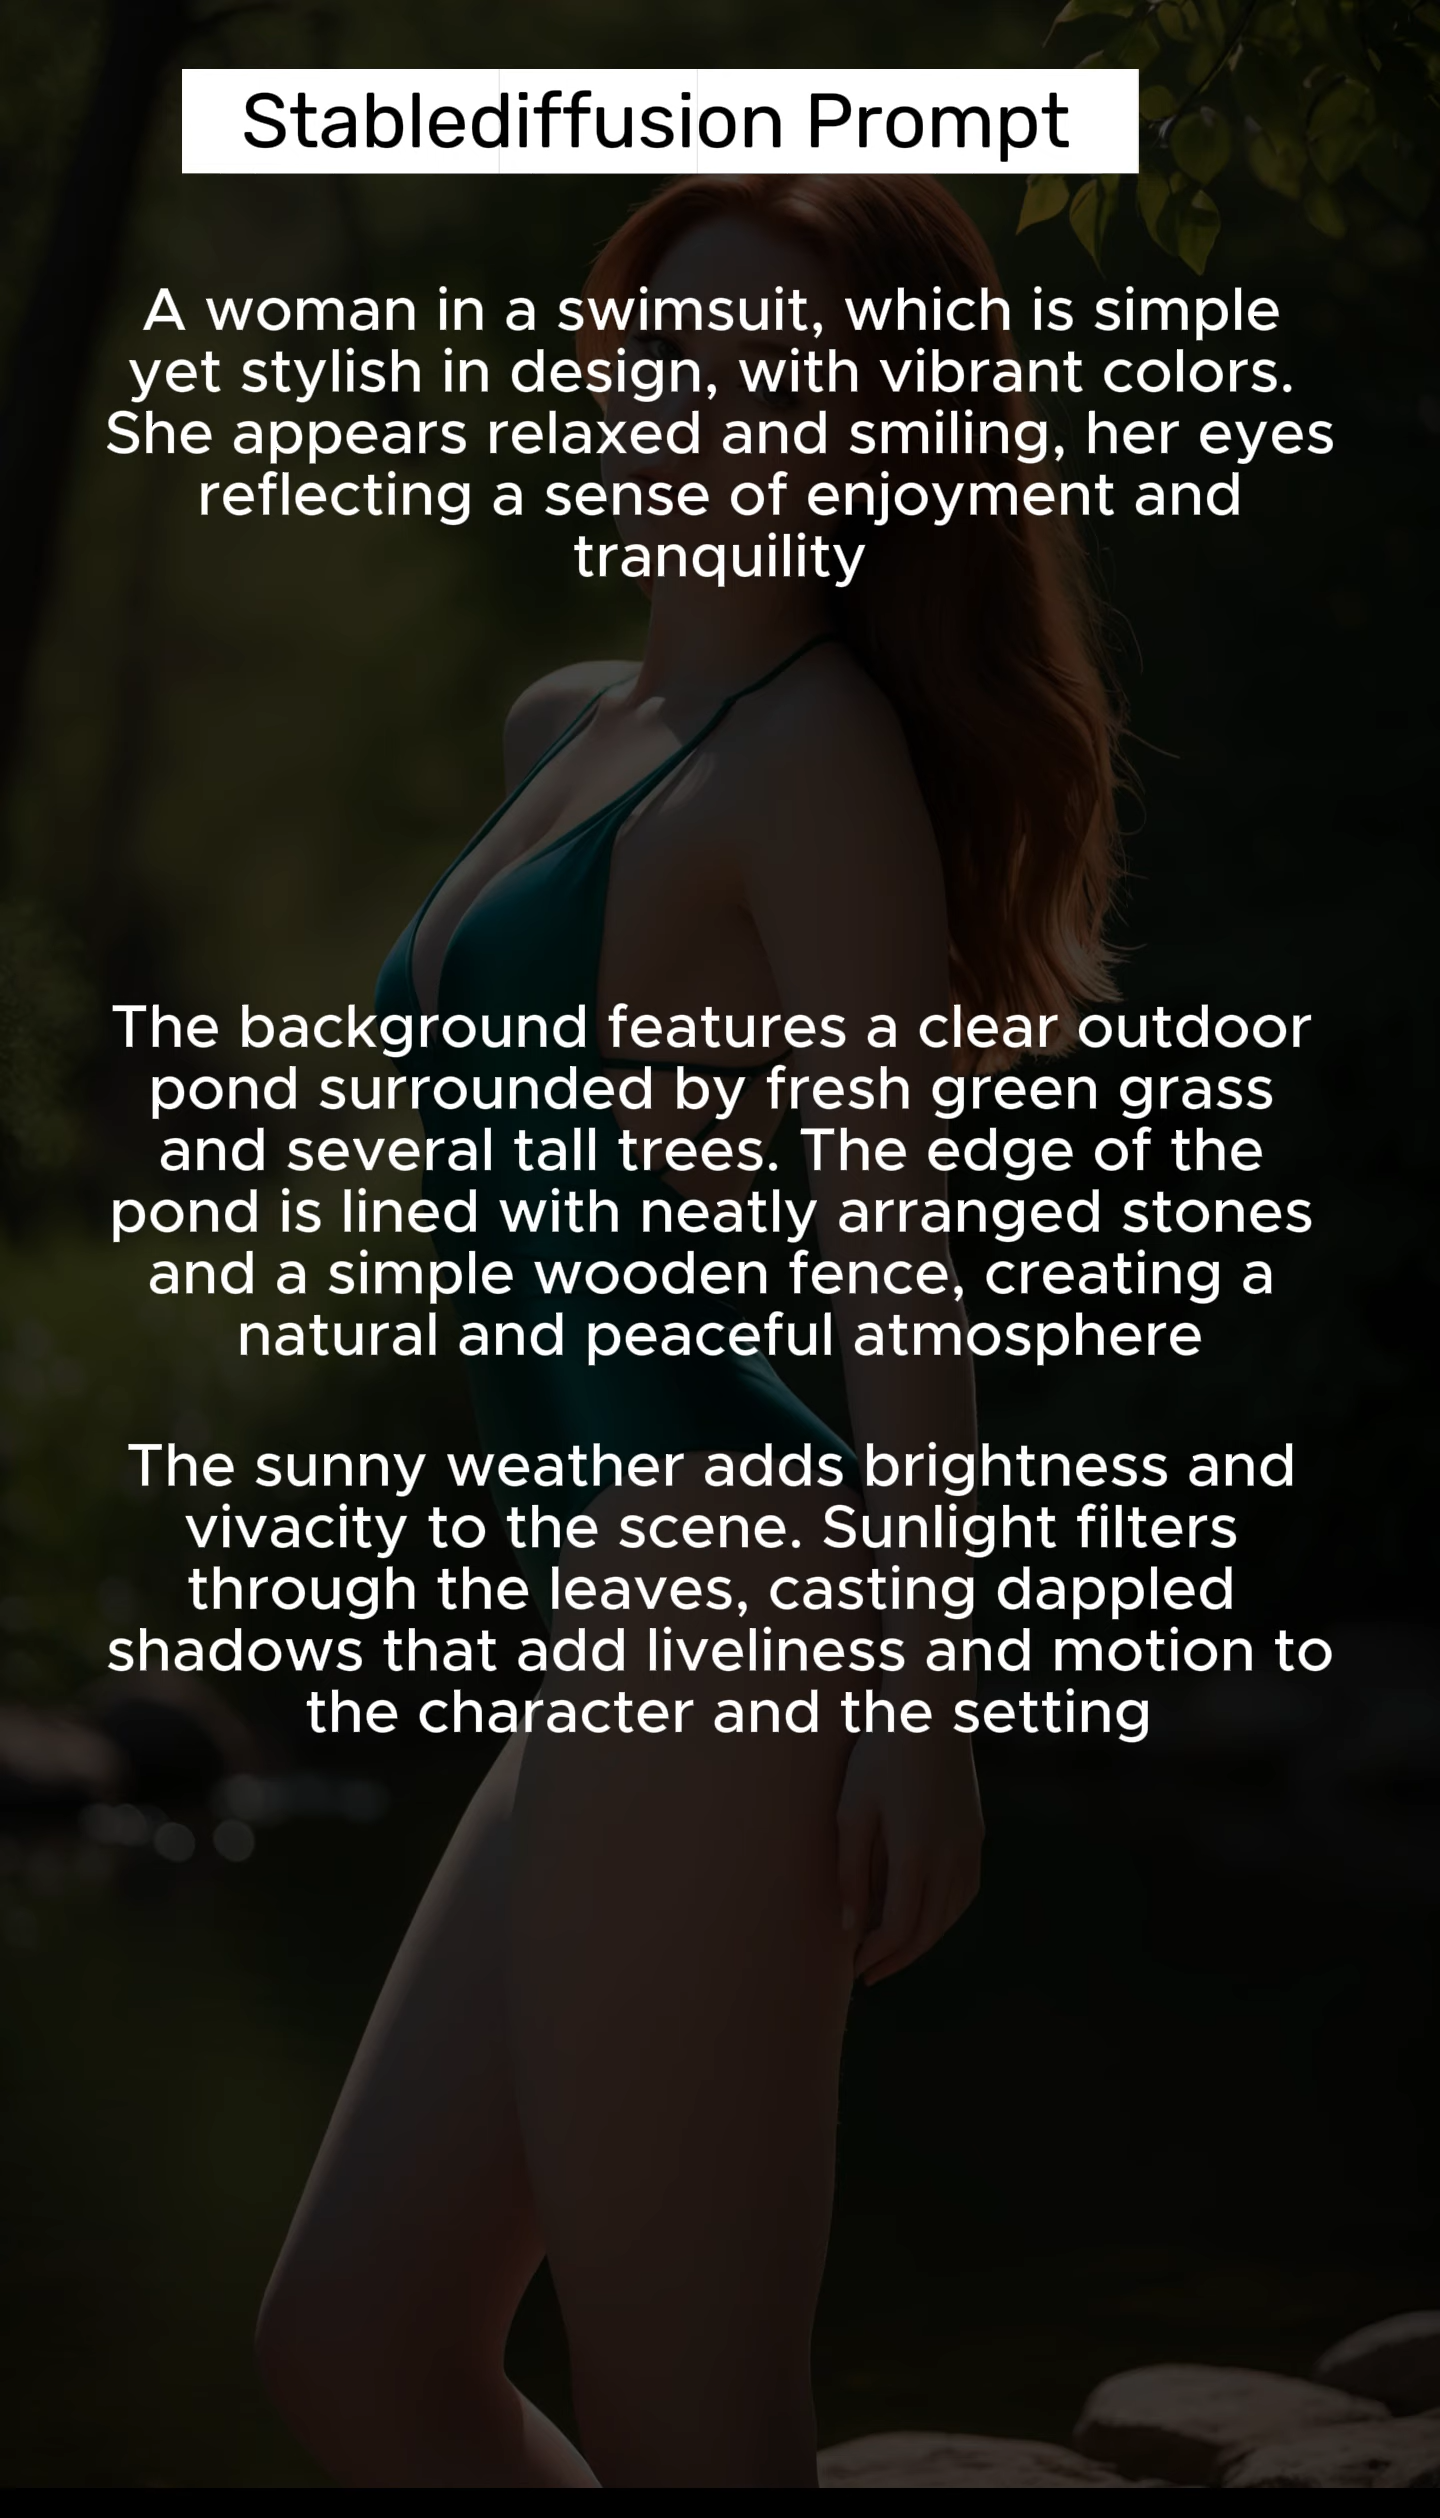 Stablediffusion Prompt
A woman in a swimsuit, which is simple
yet stylish in design, with vibrant colors.
She appears relaxed and smiling, her eyes
reflecting a sense of enjoyment and
tranquility
The background features a clear outdoor
pond surrounded by fresh green grass
and several tall trees. The edge of the
pond is lined with neatly arranged stones
and a simple wooden fence, creating a
natural and peaceful atmosphere
The sunny weather adds brightness and
vivacity to the scene. Sunlight filters
through the leaves, casting dappled
shadows that add liveliness and motion to
the character and the setting